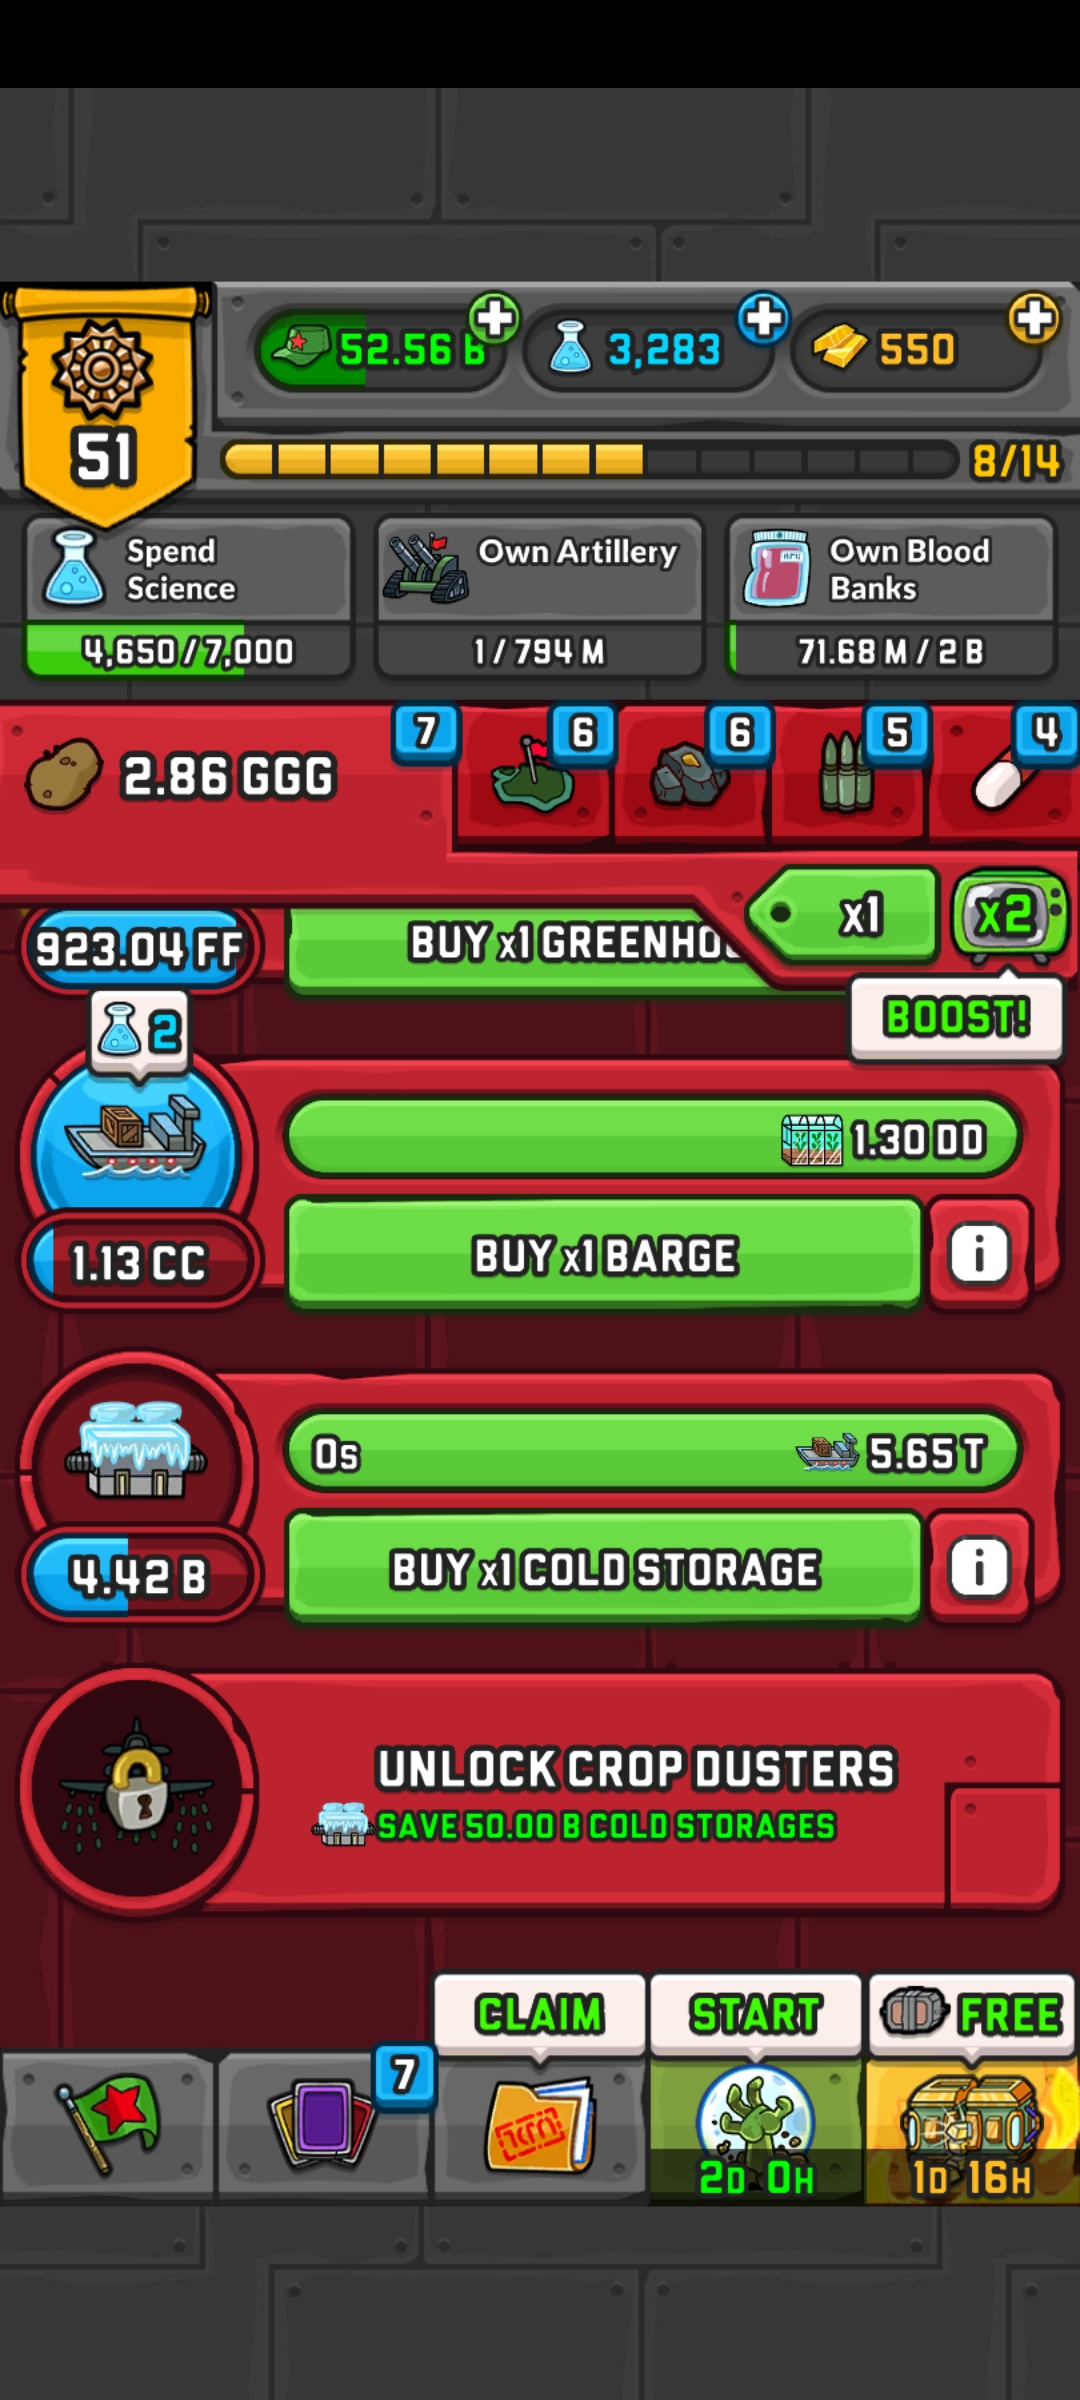 52.56 B
3,283
550
51
8/14
Spend
Science
4,650/7,000
Own Artillery
1/794 M
Own Blood
Banks
71.68 M / 2 B
2.86 GGG
7
6
6
5
4
x1
x2
BOOST!
923.04 FF
BUY x1 GREENHO
2
1.30 DD
1.13 CC
BUY x1 BARGE
i
0s
5.65 T
4.42 B
BUY x1 COLD STORAGE
i
UNLOCK CROP DUSTERS
SAVE 50.00 B COLD STORAGES
CLAIM
START
FREE
7
2D 0H
1D 16H